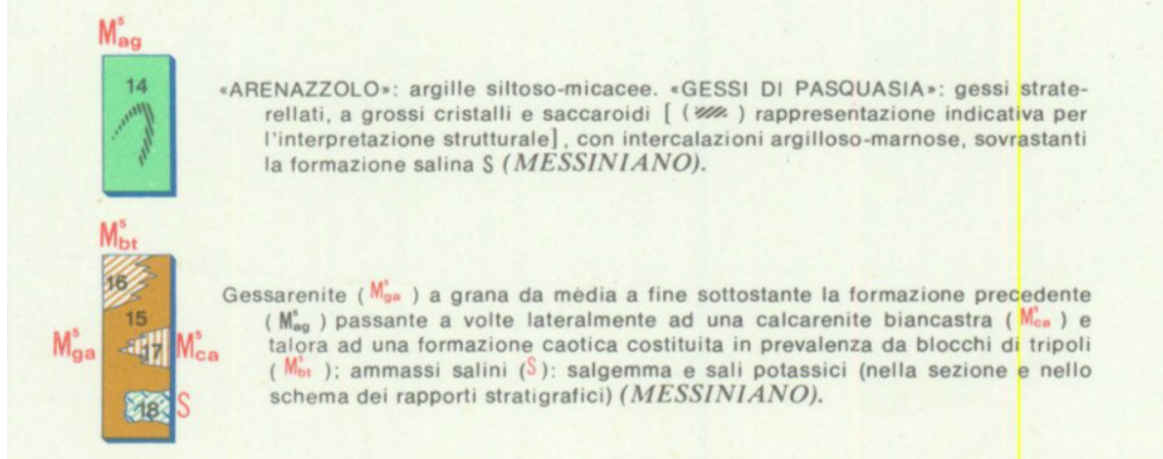 M^s_ag
14
«ARENAZZOLO»: argille siltoso-micacee. «GESSI DI PASQUASIA»: gessi strate-
rellati, a grossi cristalli e saccaroidi [ ( ) rappresentazione indicativa per
l'interpretazione strutturale], con intercalazioni argilloso-marnose, sovrastanti
la formazione salina S (MESSINIANO).
M^s_bt
16
15
M^s_ga
17
M^s_ca
18
S
Gessarenite ( M^s_ga ) a grana da media a fine sottostante la formazione precedente
( M^s_ag ) passante a volte lateralmente ad una calcarenite biancastra ( M^s_ca ) e
talora ad una formazione caotica costituita in prevalenza da blocchi di tripoli
( M^s_bt ); ammassi salini (S): salgemma e sali potassici (nella sezione e nello
schema dei rapporti stratigrafici) (MESSINIANO).